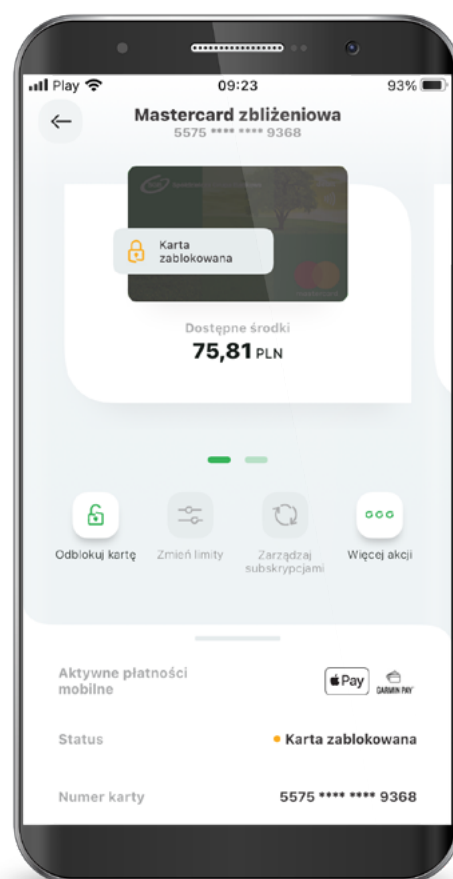 Play 09:23 93%
Mastercard zbliżeniowa
5575 **** **** 9368
Karta
zablokowana
mastercard
Dostępne środki
75,81 PLN
Odblokuj kartę
Zmień limity
Zarządzaj
subskrypcjami
Więcej akcji
Aktywne płatności
mobilne
Pay
GARMIN PAY
Status
Karta zablokowana
Numer karty
5575 **** **** 9368